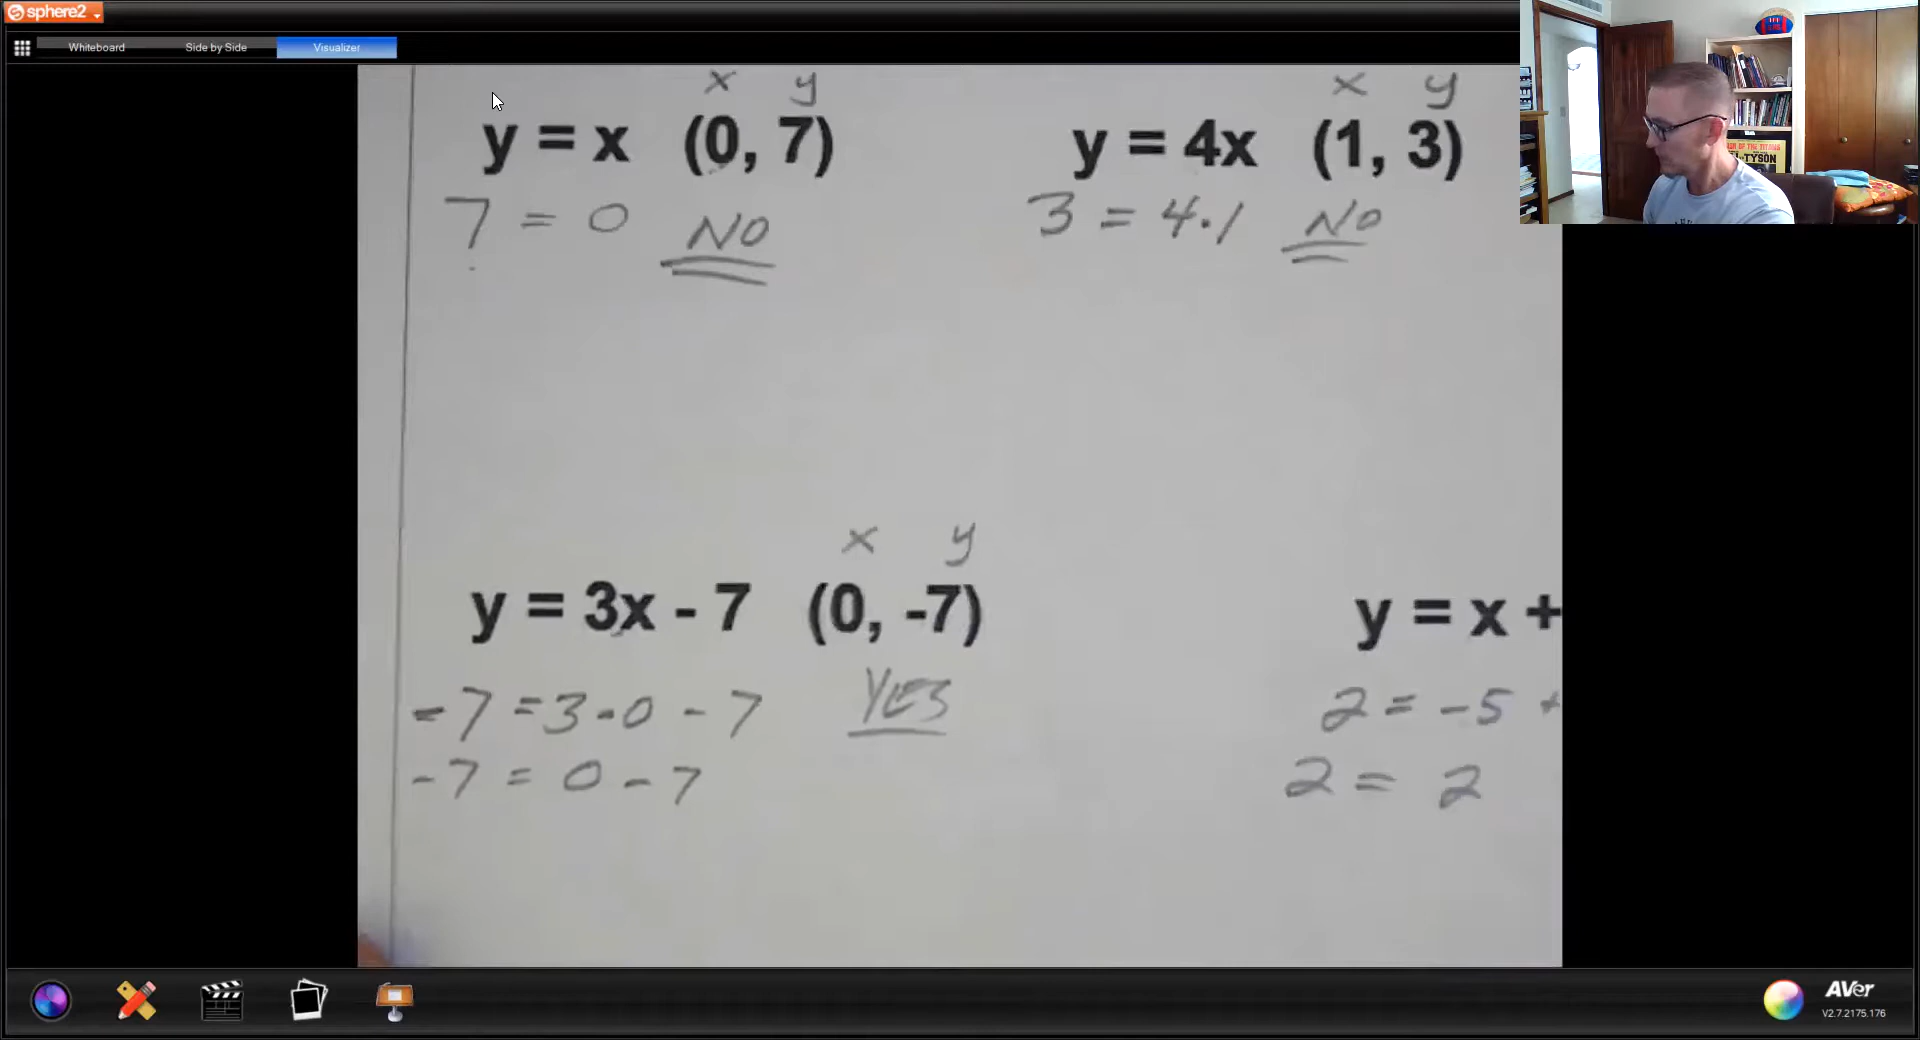 sphere2
Whiteboard Side by Side Visualizer
x y
y = x (0, 7)
7 = 0 NO
x y
y = 4x (1, 3)
3 = 4·1 NO
x y
y = 3x - 7 (0, -7)
-7 = 3·0 - 7 YES
-7 = 0 - 7
y = x +
2 = -5 +
2 = 2
TYSON
AVer
V2.7.2175.176